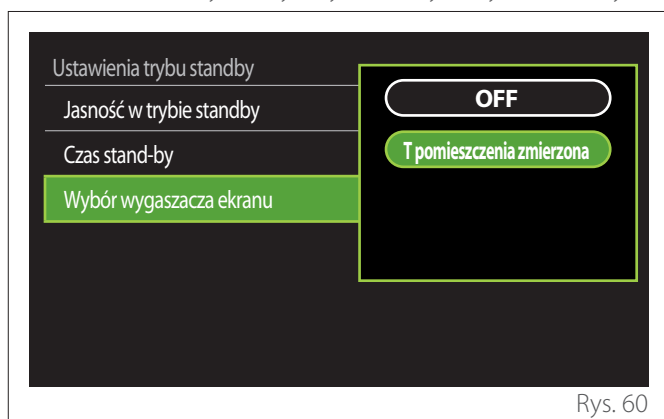 Ustawienia trybu standby
Jasność w trybie standby
Czas stand-by
Wybór wygaszacza ekranu
OFF
T pomieszczenia zmierzona
Rys. 60